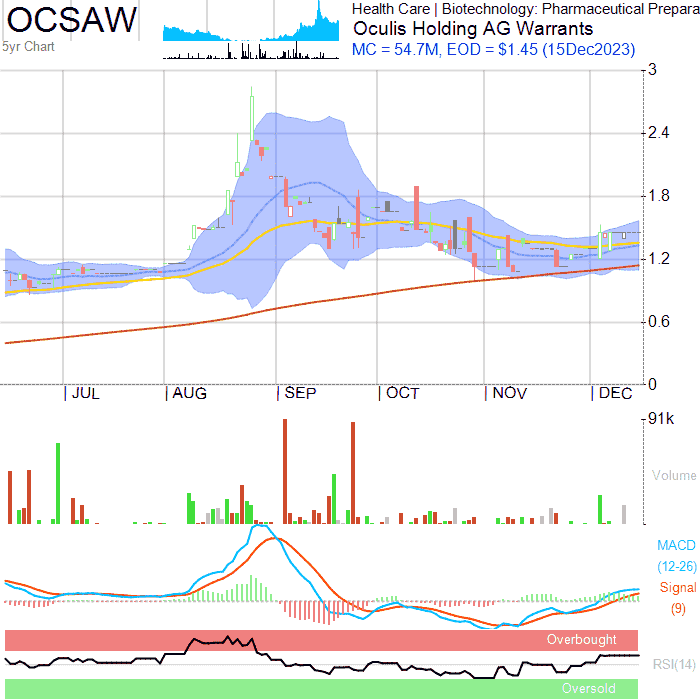 OCSAW
5yr Chart
Health Care | Biotechnology: Pharmaceutical Prepara
Oculis Holding AG Warrants
MC = 54.7M, EOD = $1.45 (15Dec2023)
3
2.4
1.8
1.2
0.6
0
JUL AUG SEP OCT NOV DEC
91k
Volume
MACD
(12-26)
Signal
(9)
Overbought
RSI(14)
Oversold